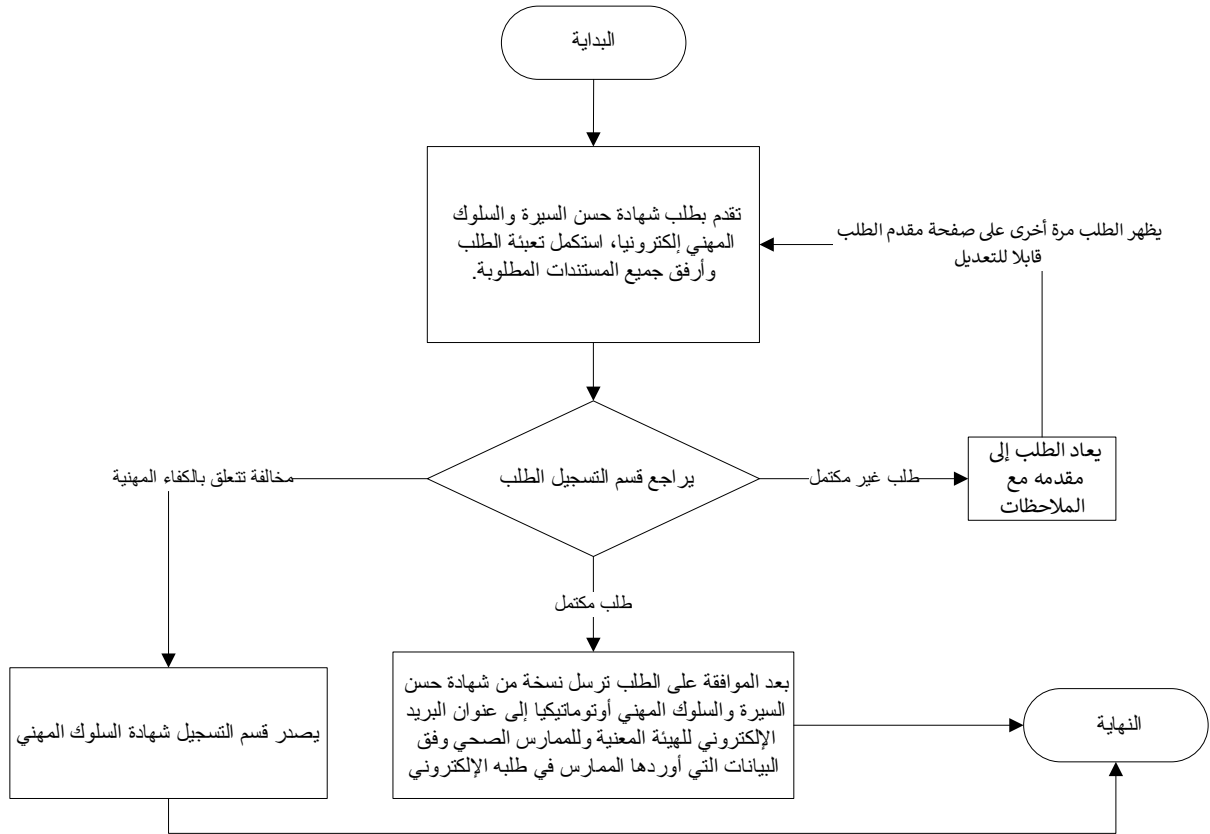 البداية
تقدم بطلب شهادة حسن السيرة والسلوك
المهني إلكترونيا، استكمل تعبئة الطلب
وأرفق جميع المستندات المطلوبة.
يظهر الطلب مرة أخرى على صفحة مقدم الطلب
قابلا للتعديل
يعاد الطلب إلى
مقدمه مع
الملاحظات
طلب غير مكتمل
يراجع قسم التسجيل الطلب
مخالفة تتعلق بالكفاء المهنية
طلب مكتمل
بعد الموافقة على الطلب ترسل نسخة من شهادة حسن
السيرة والسلوك المهني أوتوماتيكيا إلى عنوان البريد
الإلكتروني للهيئة المعنية وللممارس الصحي وفق
البيانات التي أوردها الممارس في طلبه الإلكتروني
يصدر قسم التسجيل شهادة السلوك المهني
النهاية